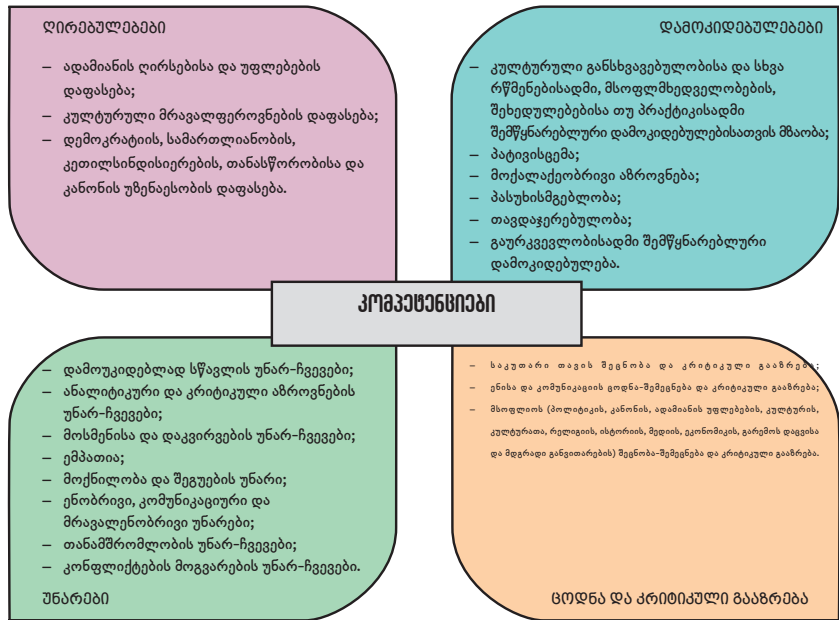 ღირებულებები
– ადამიანის ღირსებისა და უფლებების
დაფასება;
– კულტურული მრავალფეროვნების დაფასება;
– დემოკრატიის, სამართლიანობის,
კეთილსინდისიერების, თანასწორობისა და
კანონის უზენაესობის დაფასება.
დამოკიდებულებები
– კულტურული განსხვავებულობისა და სხვა
რწმენებისადმი, მსოფლმხედველობების,
შეხედულებებისა თუ პრაქტიკისადმი
შემწყნარებლური დამოკიდებულებისათვის მზაობა;
– პატივისცემა;
– მოქალაქეობრივი აზროვნება;
– პასუხისმგებლობა;
– თავდაჯერებულობა;
– გაურკვევლობისადმი შემწყნარებლური
დამოკიდებულება.
კომპეტენციები
– დამოუკიდებლად სწავლის უნარ-ჩვევები;
– ანალიტიკური და კრიტიკული აზროვნების
უნარ-ჩვევები;
– მოსმენისა და დაკვირვების უნარ-ჩვევები;
– ემპათია;
– მოქნილობა და შეგუების უნარი;
– ენობრივი, კომუნიკაციური და
მრავალენობრივი უნარები;
– თანამშრომლობის უნარ-ჩვევები;
– კონფლიქტების მოგვარების უნარ-ჩვევები.
უნარები
– საკუთარი თავის შეცნობა და კრიტიკული გააზრება;
– ენისა და კომუნიკაციის ცოდნა-შემეცნება და კრიტიკული გააზრება;
– მსოფლიოს (პოლიტიკის, კანონის, ადამიანის უფლებების, კულტურის,
კულტურათა, რელიგიის, ისტორიის, მედიის, ეკონომიკის, გარემოს დაცვისა
და მდგრადი განვითარების) შეცნობა-შემეცნება და კრიტიკული გააზრება.
ცოდნა და კრიტიკული გააზრება